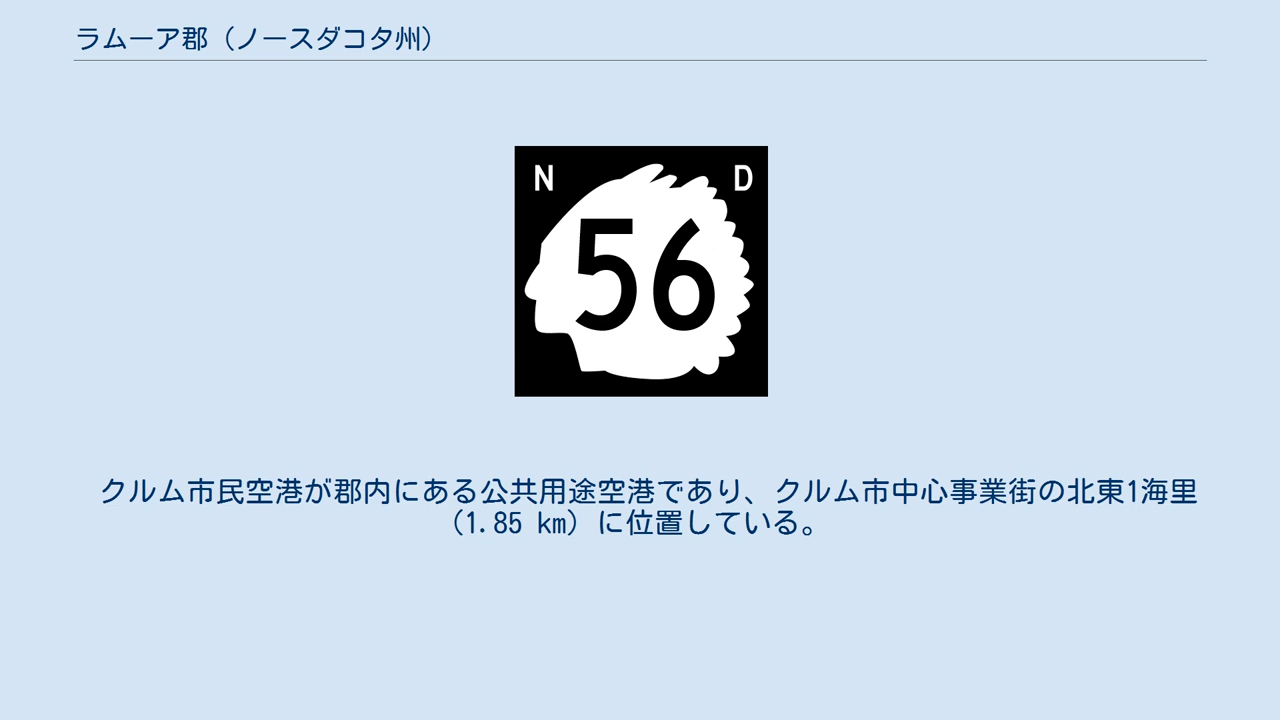 ラムーア郡（ノースダコタ州）
N D
56
クルム市民空港が郡内にある公共用途空港であり、クルム市中心事業街の北東1海里
（1.85 km）に位置している。